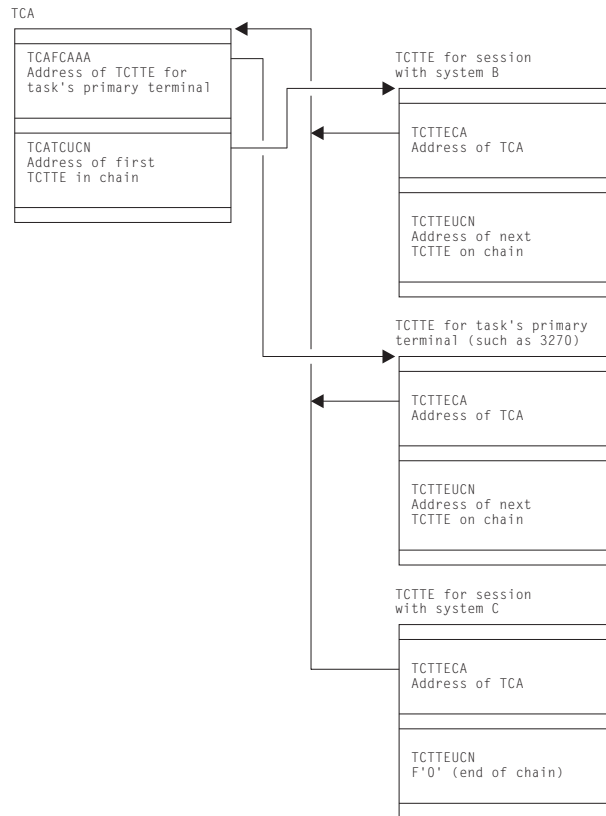 TCA
TCAFCAAA
Address of TCTTE for
task's primary terminal
TCATCUCN
Address of first
TCTTE in chain
TCTTE for session
with system B
TCTTECA
Address of TCA
TCTTEUCN
Address of next
TCTTE on chain
TCTTE for task's primary
terminal (such as 3270)
TCTTECA
Address of TCA
TCTTEUCN
Address of next
TCTTE on chain
TCTTE for session
with system C
TCTTECA
Address of TCA
TCTTEUCN
F'0' (end of chain)